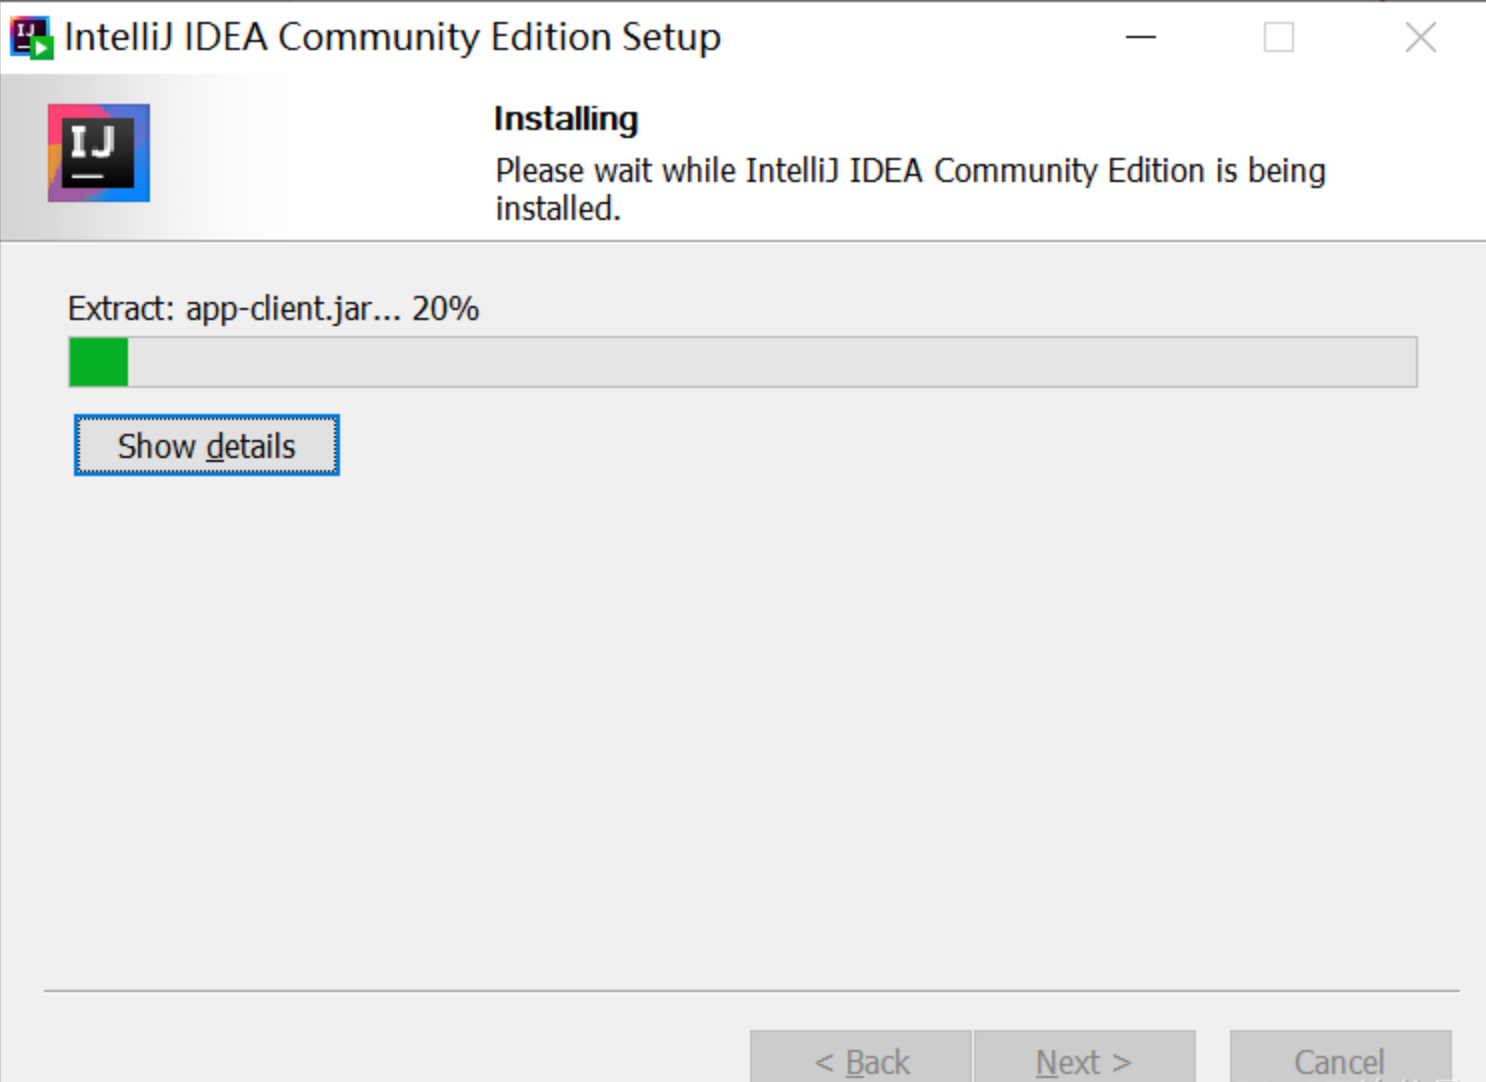 IntelliJ IDEA Community Edition Setup
IJ
Installing
Please wait while IntelliJ IDEA Community Edition is being
installed.
Extract: app-client.jar... 20%
Show details
< Back
Next >
Cancel